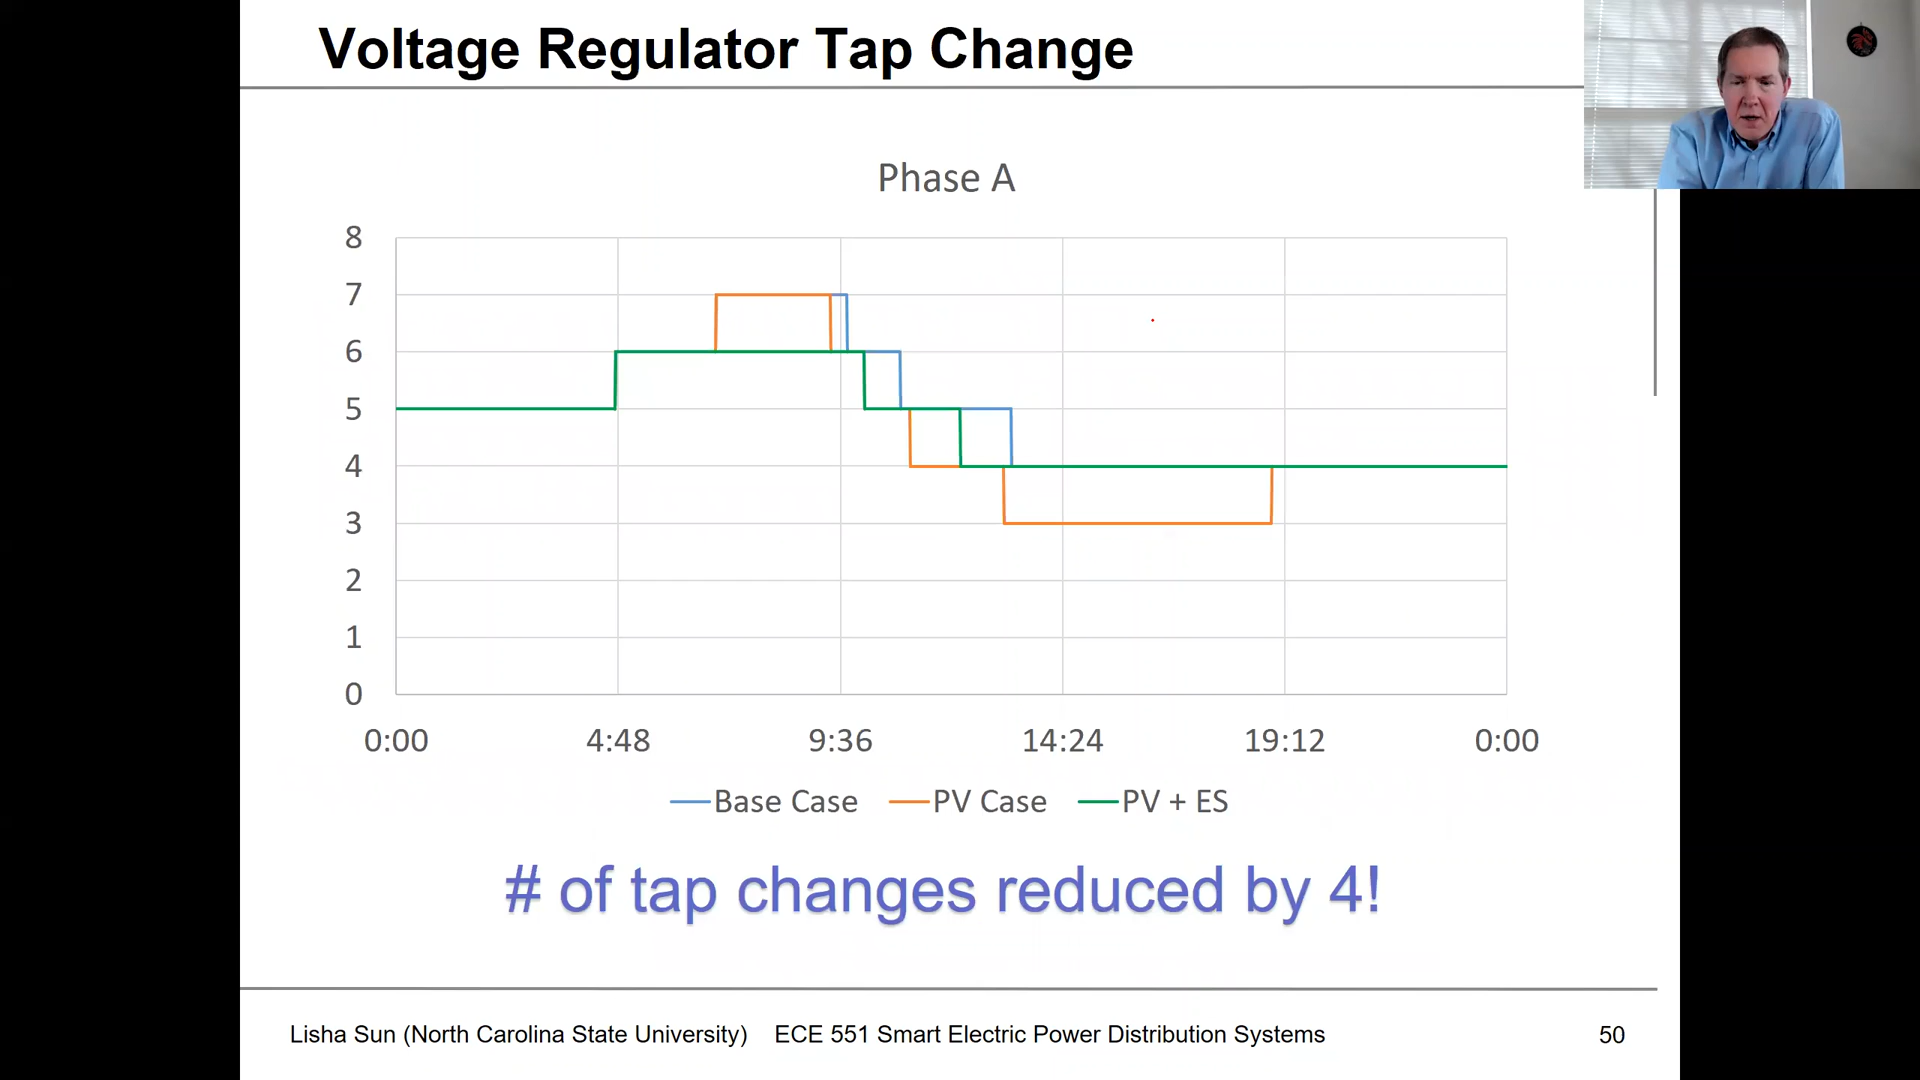 Voltage Regulator Tap Change
Phase A
8
7
6
5
4
3
2
1
0
0:00 4:48 9:36 14:24 19:12 0:00
Base Case PV Case PV + ES
# of tap changes reduced by 4!
Lisha Sun (North Carolina State University) ECE 551 Smart Electric Power Distribution Systems 50